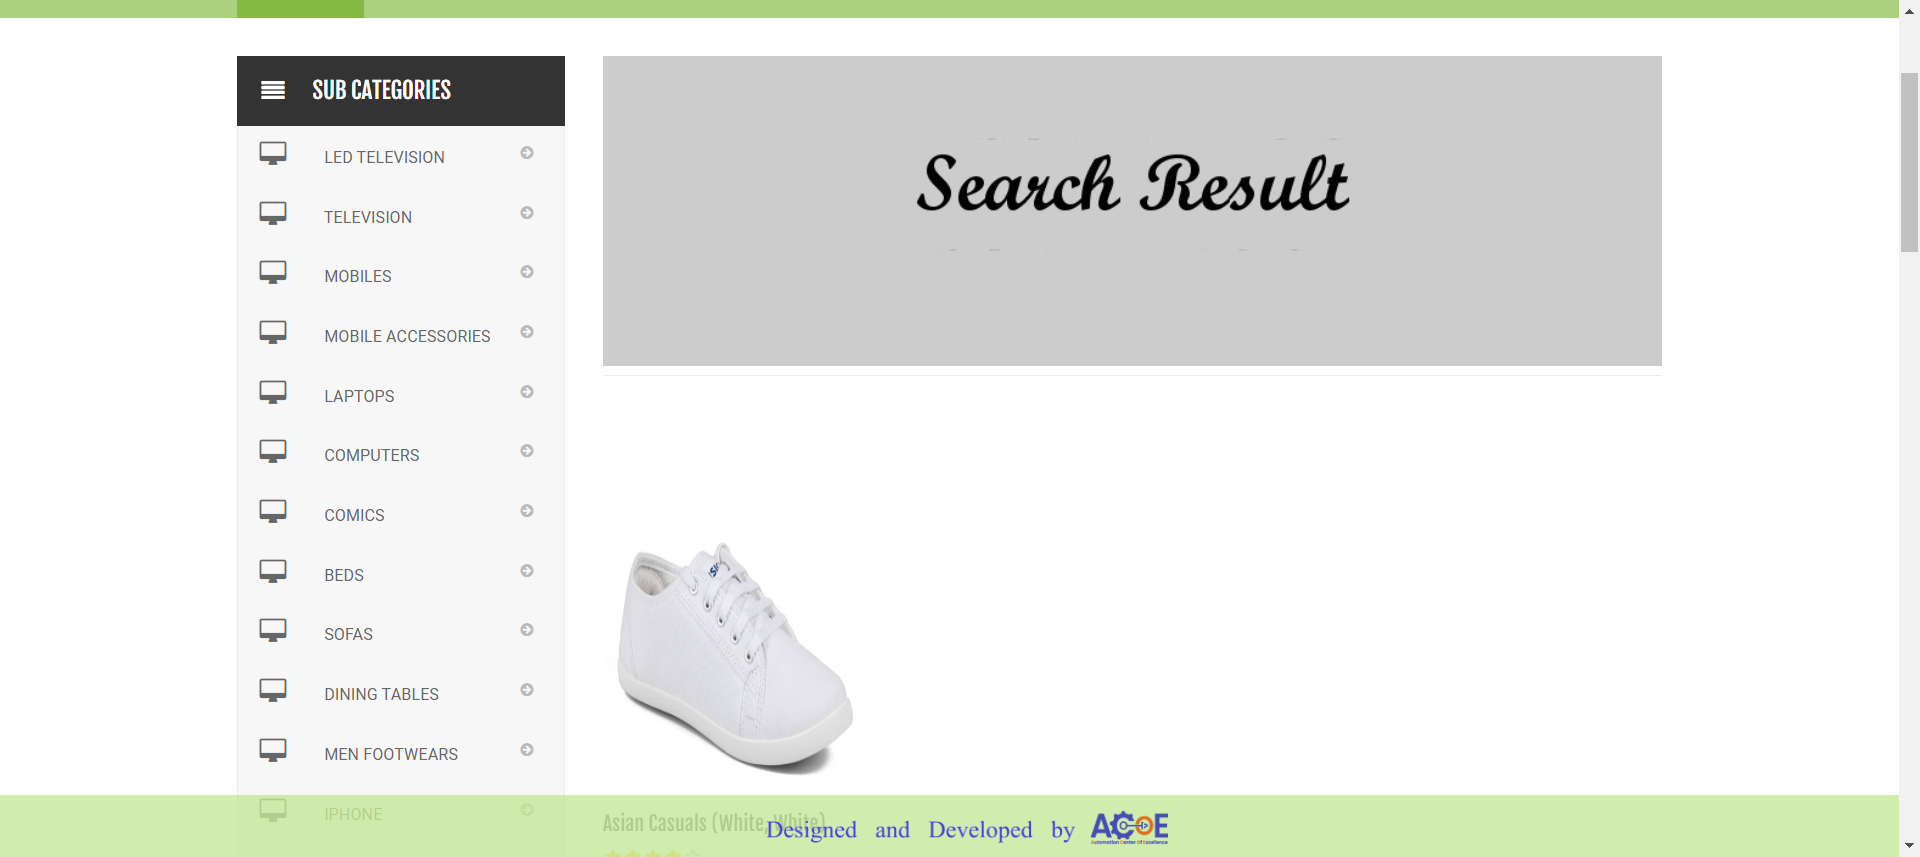 SUB CATEGORIES
LED TELEVISION
TELEVISION
MOBILES
MOBILE ACCESSORIES
LAPTOPS
COMPUTERS
COMICS
BEDS
SOFAS
DINING TABLES
MEN FOOTWEARS
IPHONE
Search Result
Asian Casuals (White, White)
Designed and Developed by ACOE
Automation Center Of Excellence